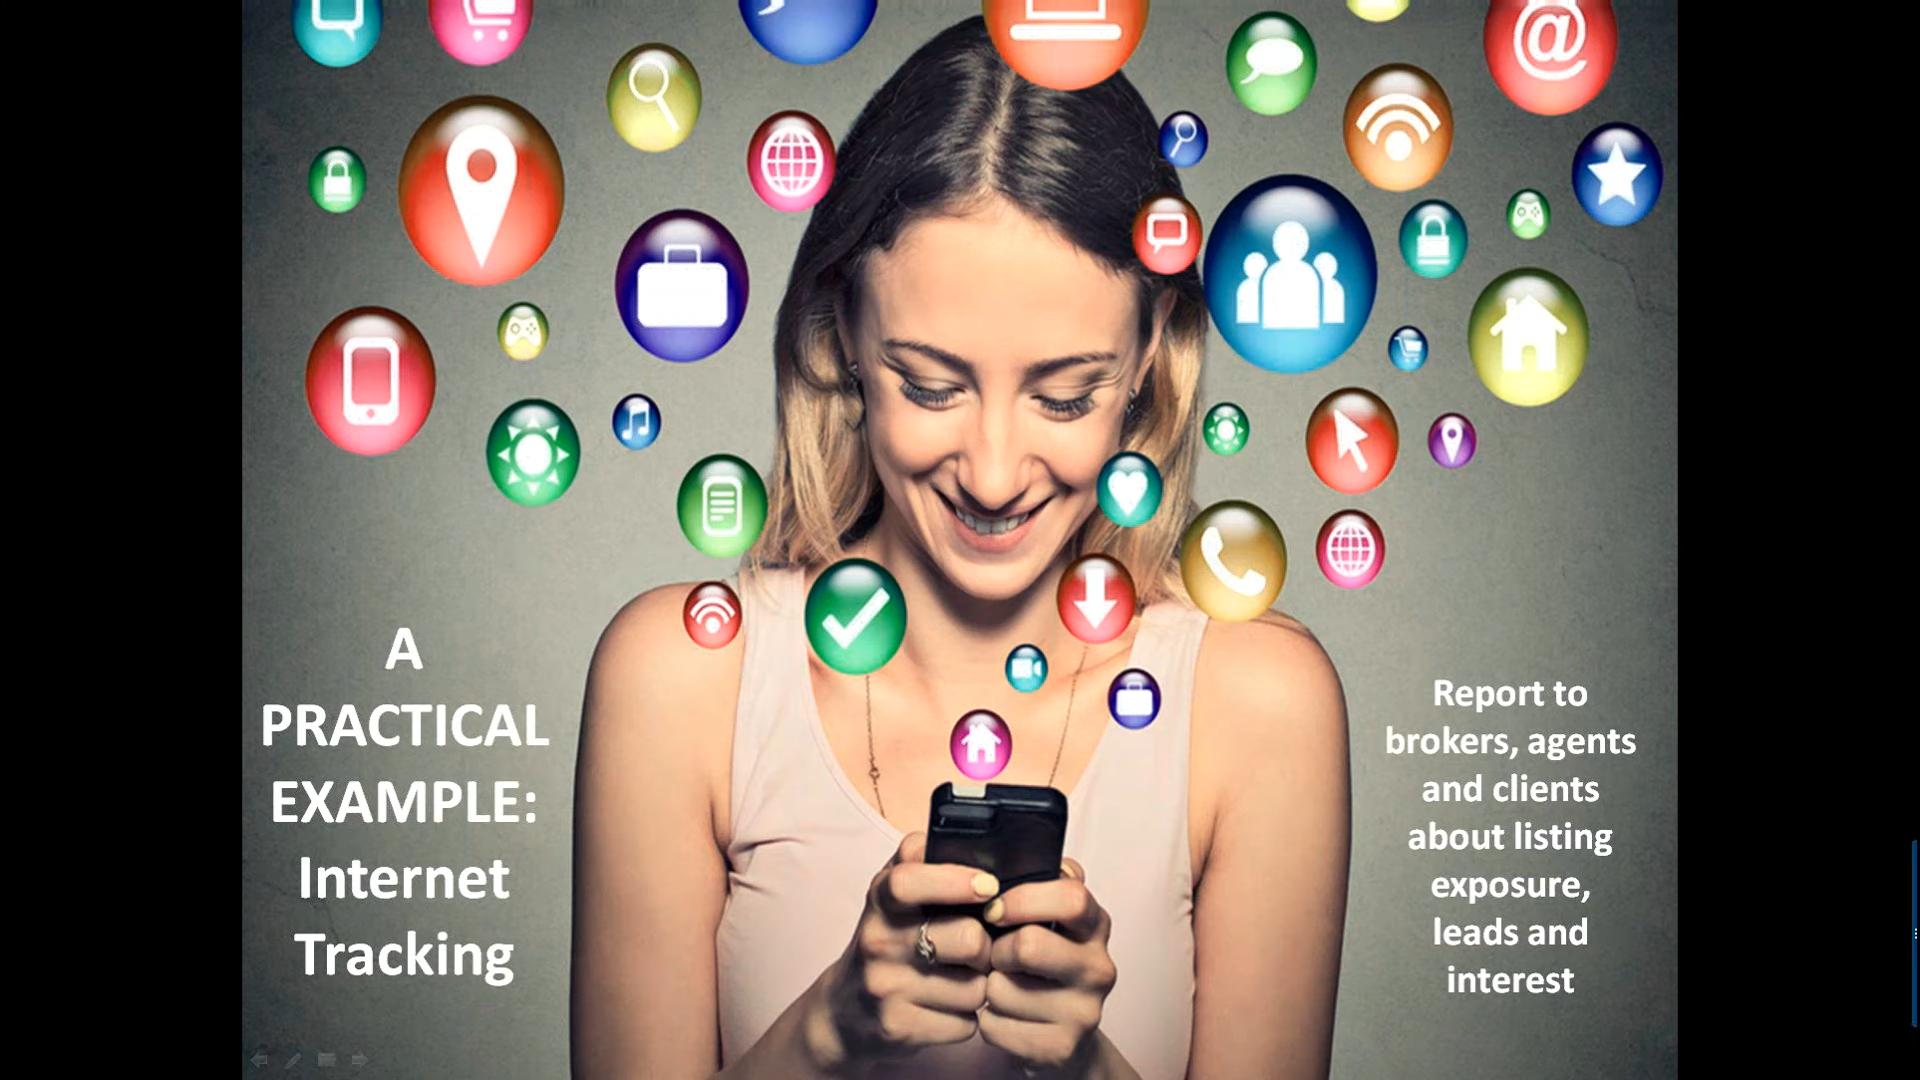 A
PRACTICAL
EXAMPLE:
Internet
Tracking
Report to
brokers, agents
and clients
about listing
exposure,
leads and
interest
@